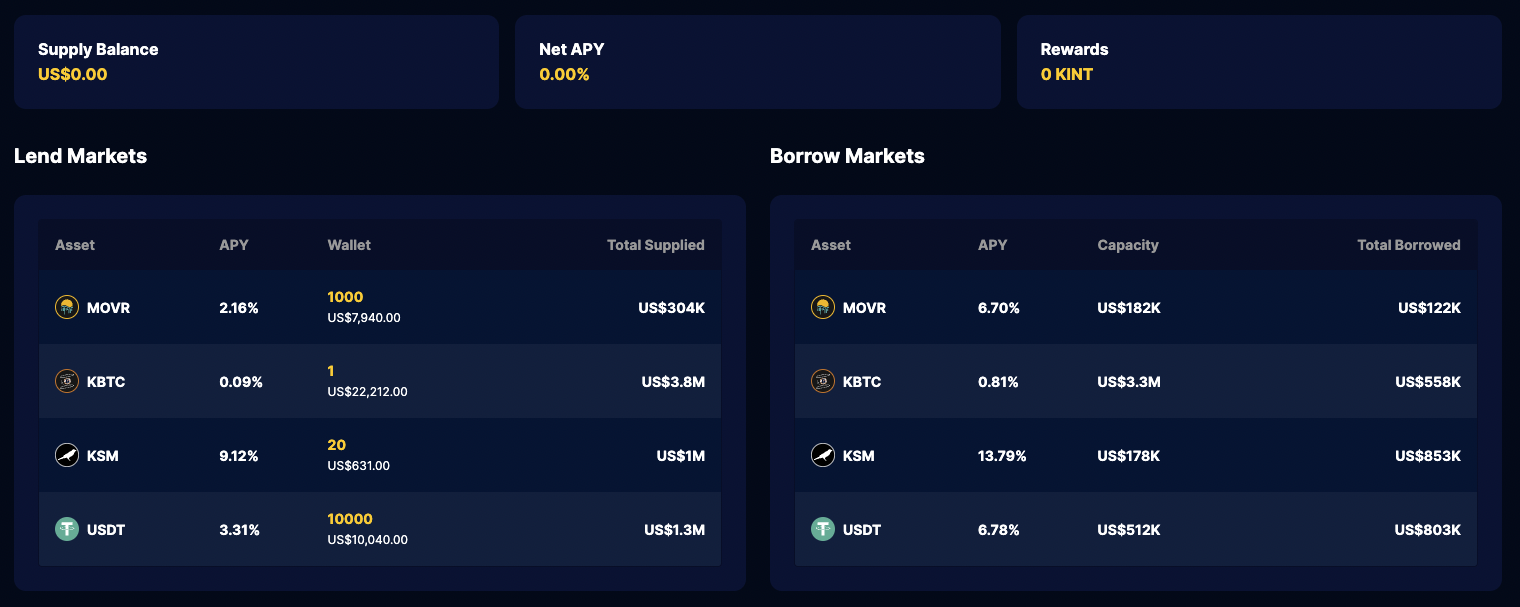 Supply Balance
US$0.00
Net APY
0.00%
Rewards
0 KINT
Lend Markets
Asset APY Wallet Total Supplied
MOVR 2.16% 1000 US$304K
US$7,940.00
KBTC 0.09% 1 US$3.8M
US$22,212.00
KSM 9.12% 20 US$1M
US$631.00
USDT 3.31% 10000 US$1.3M
US$10,040.00
Borrow Markets
Asset APY Capacity Total Borrowed
MOVR 6.70% US$182K US$122K
KBTC 0.81% US$3.3M US$558K
KSM 13.79% US$178K US$853K
USDT 6.78% US$512K US$803K